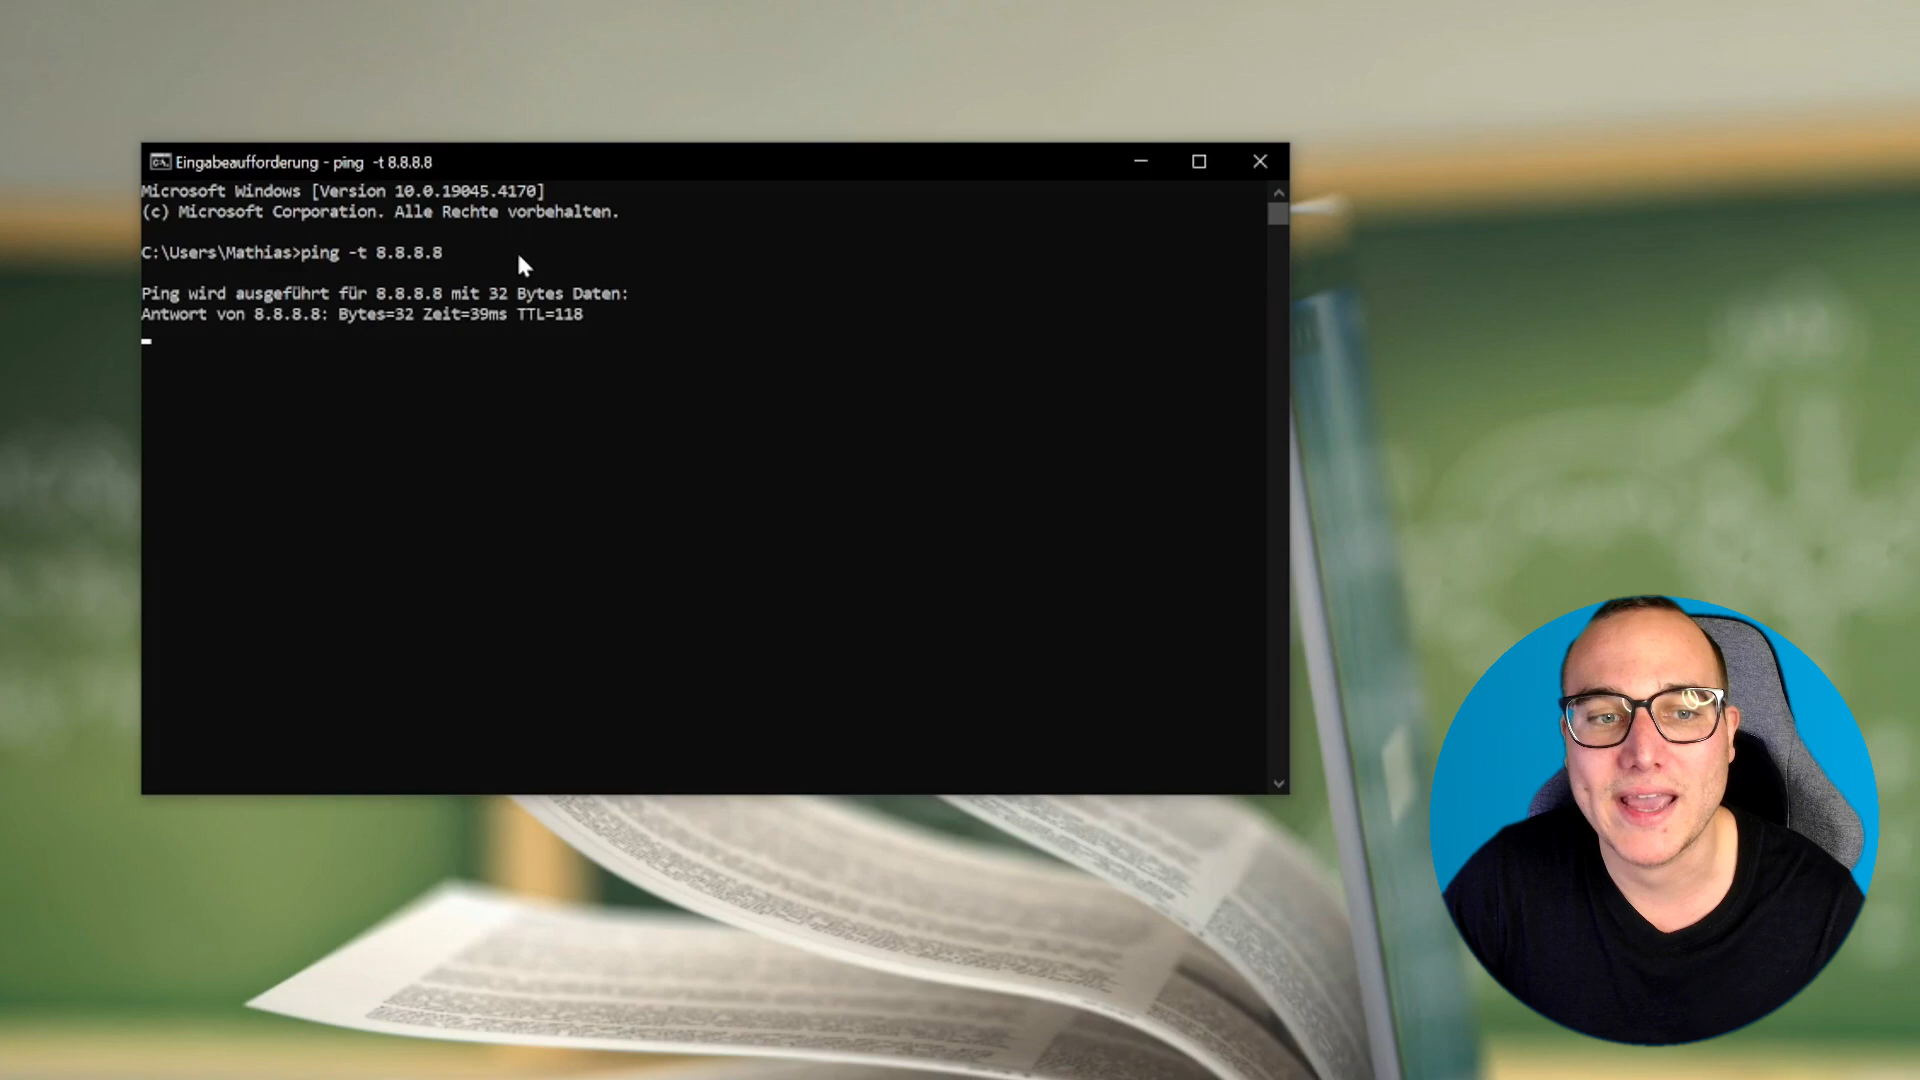 Eingabeaufforderung - ping  -t 8.8.8.8
Microsoft Windows [Version 10.0.19045.4170]
(c) Microsoft Corporation. Alle Rechte vorbehalten.
C:\Users\Mathias>ping -t 8.8.8.8
Ping wird ausgeführt für 8.8.8.8 mit 32 Bytes Daten:
Antwort von 8.8.8.8: Bytes=32 Zeit=39ms TTL=118